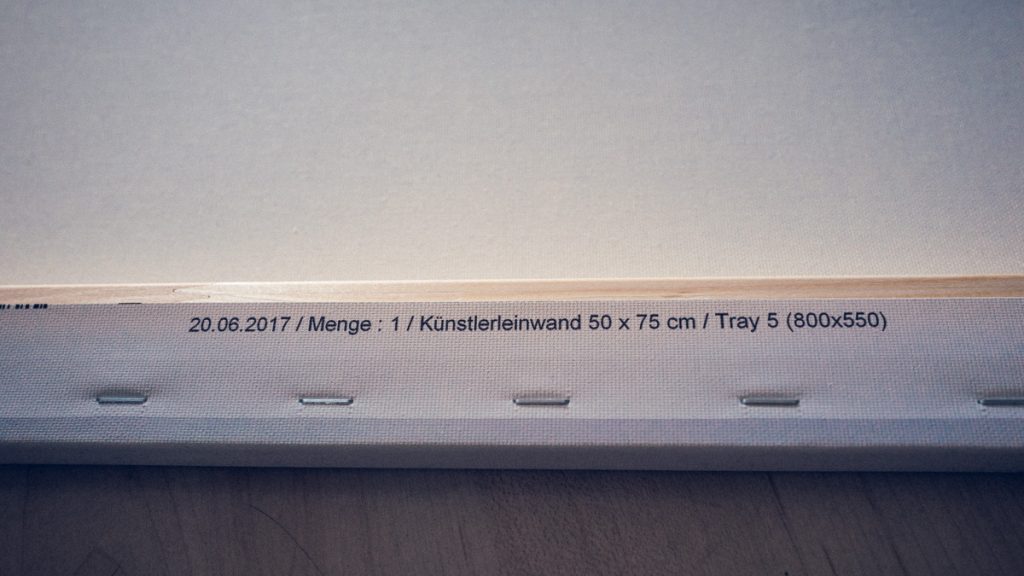 20.06.2017 / Menge : 1 / Künstlerleinwand 50 x 75 cm / Tray 5 (800x550)